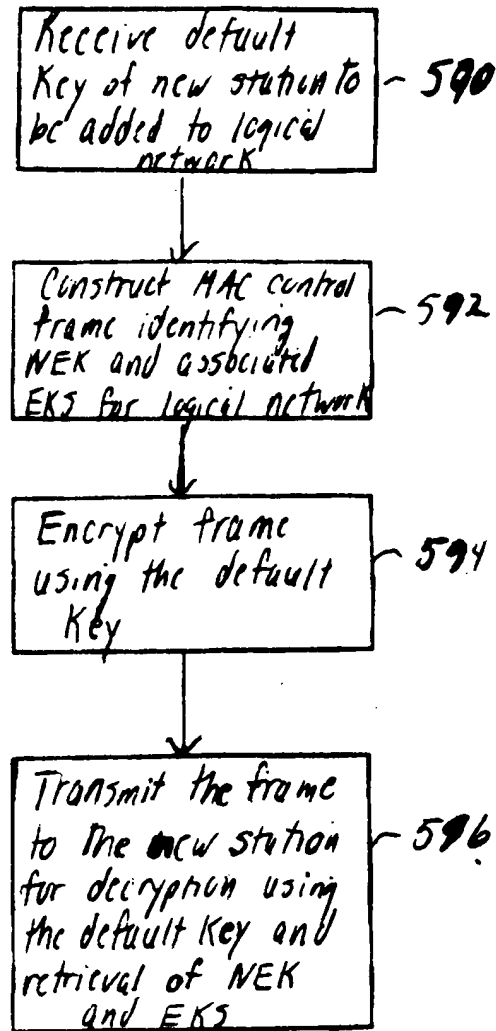 Receive default
Key of new station to
be added to logical
network
590
Construct MAC control
frame identifying
NEK and associated
EKS for logical network
592
Encrypt frame
using the default
Key
594
Transmit the frame
to the new station
for decryption using
the default Key and
retrieval of NEK
and EKS
596